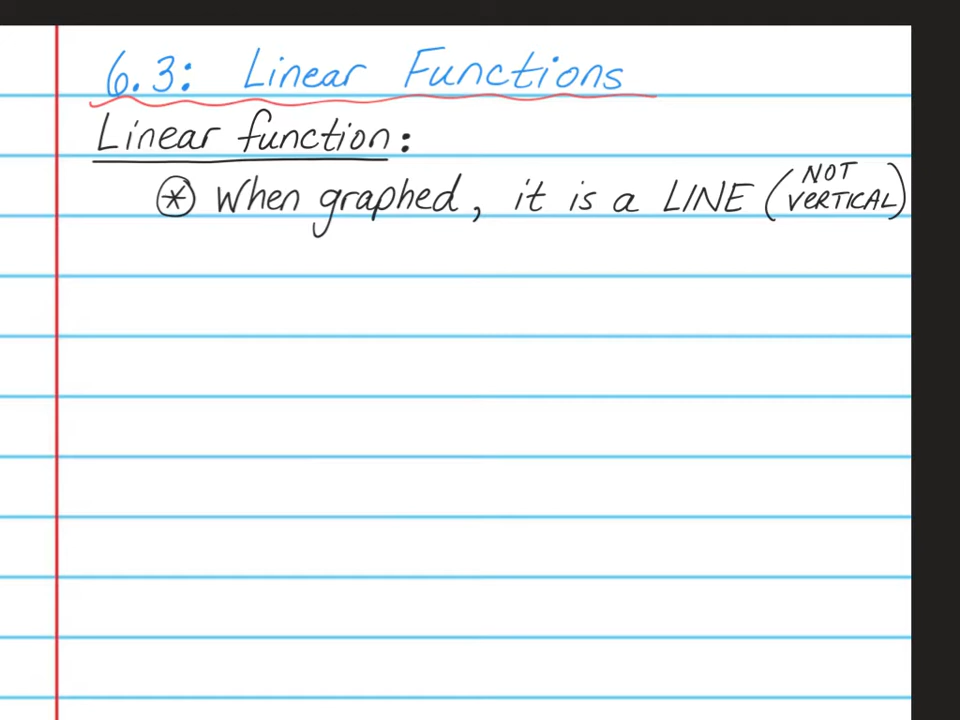 6.3: Linear Functions
Linear function:
⊛ When graphed, it is a LINE (NOT VERTICAL)